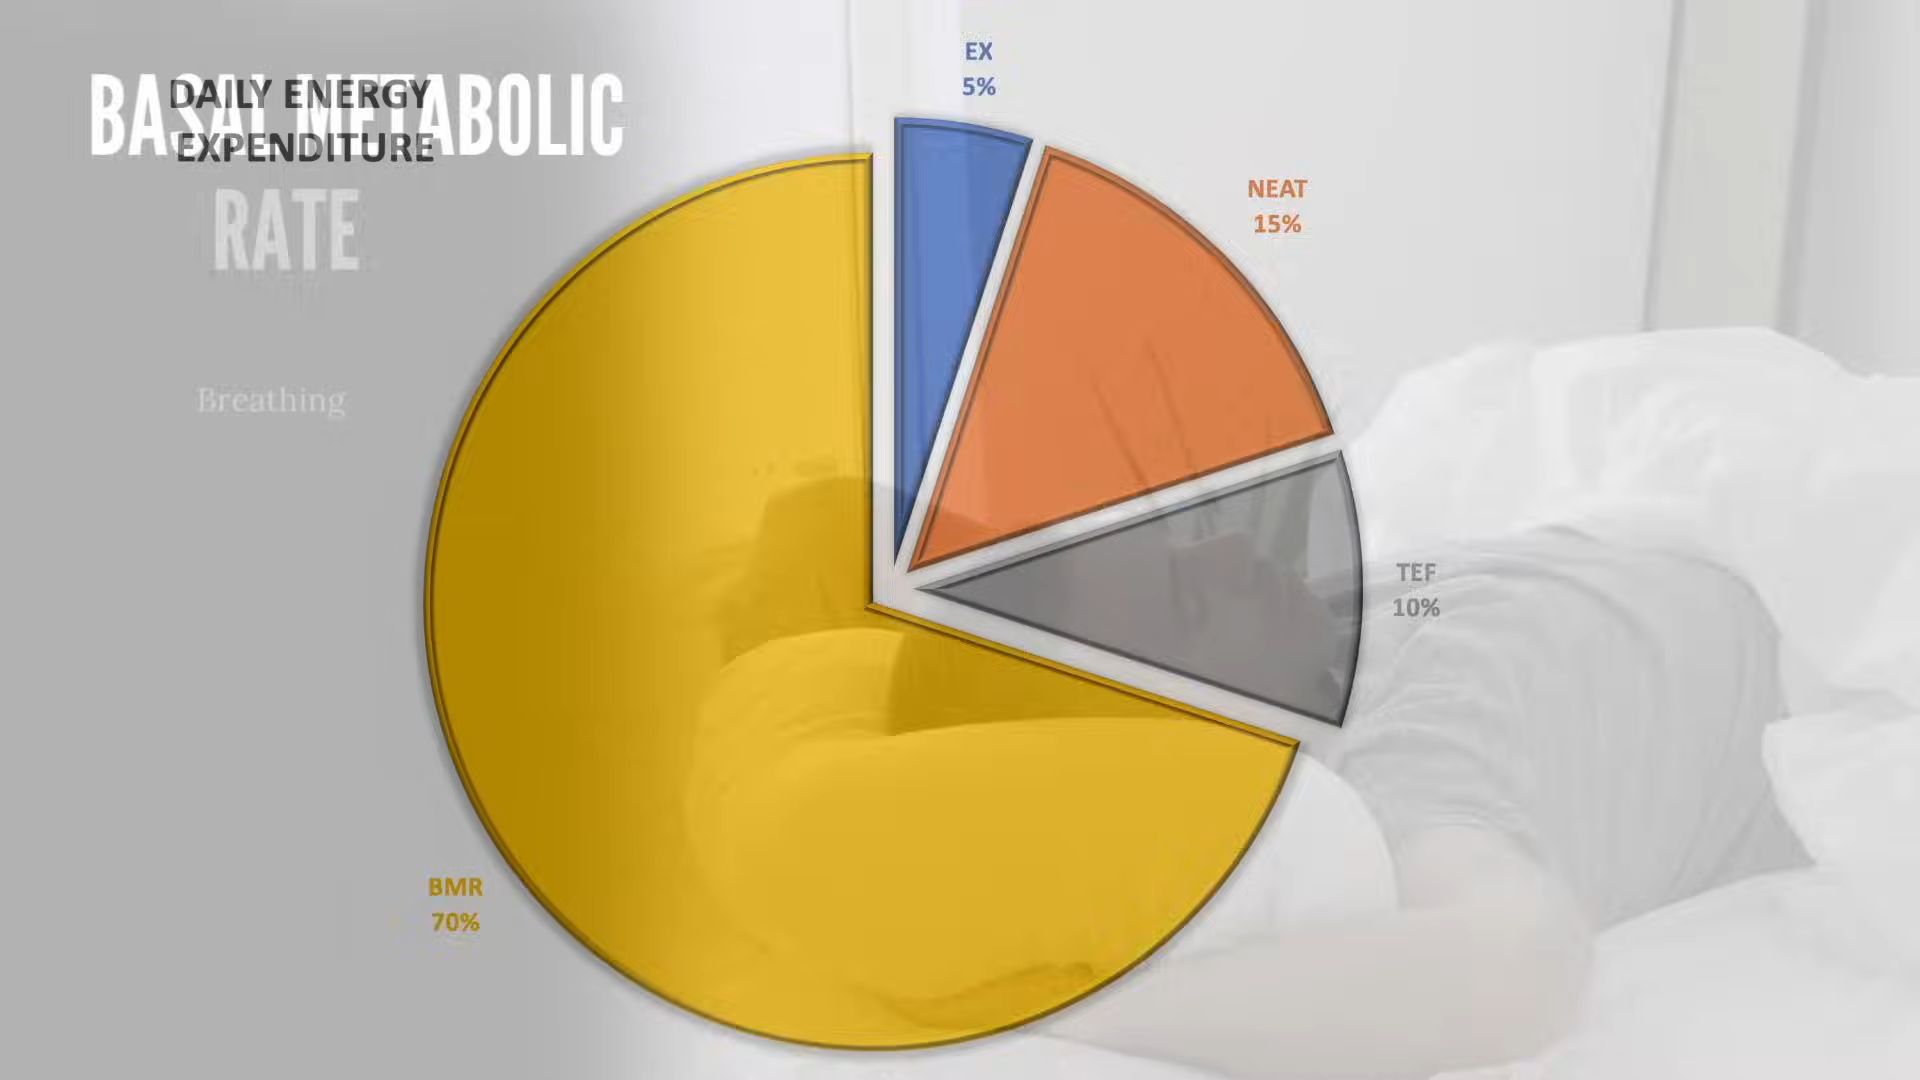 BASAL METABOLIC
RATE
DAILY ENERGY
EXPENDITURE
Breathing
EX
5%
NEAT
15%
TEF
10%
BMR
70%